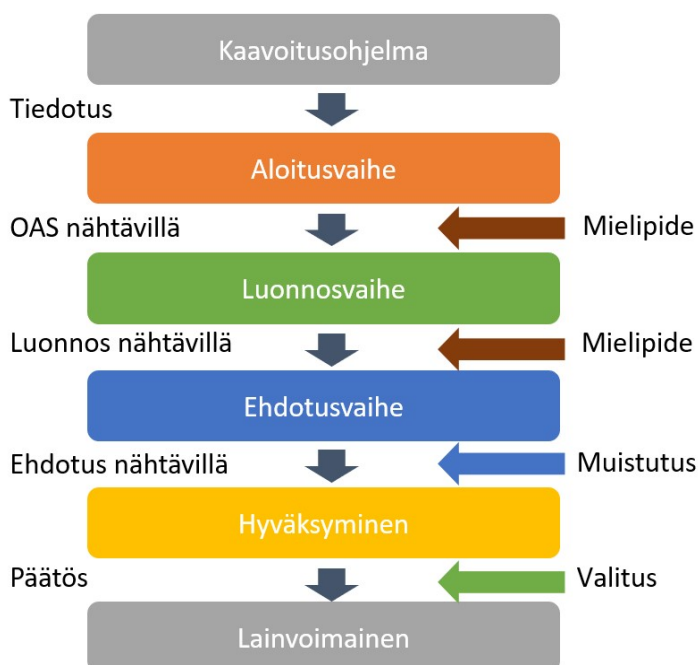 Kaavoitusohjelma
Tiedotus
Aloitusvaihe
OAS nähtävillä
Mielipide
Luonnosvaihe
Luonnos nähtävillä
Mielipide
Ehdotusvaihe
Ehdotus nähtävillä
Muistutus
Hyväksyminen
Päätös
Valitus
Lainvoimainen